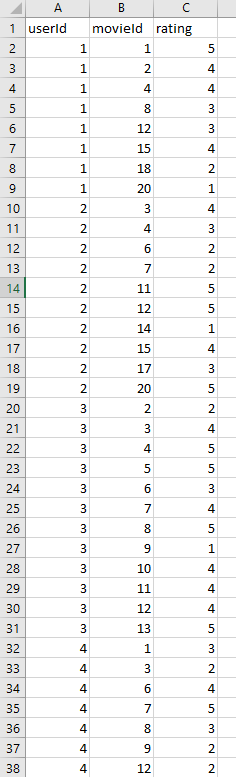 A B C
1 userId movieId rating
2 1 1 5
3 1 2 4
4 1 4 4
5 1 8 3
6 1 12 3
7 1 15 4
8 1 18 2
9 1 20 1
10 2 3 4
11 2 4 3
12 2 6 2
13 2 7 2
14 2 11 5
15 2 12 5
16 2 14 1
17 2 15 4
18 2 17 3
19 2 20 5
20 3 2 2
21 3 3 4
22 3 4 5
23 3 5 5
24 3 6 3
25 3 7 4
26 3 8 5
27 3 9 1
28 3 10 4
29 3 11 4
30 3 12 4
31 3 13 5
32 4 1 3
33 4 3 2
34 4 6 4
35 4 7 5
36 4 8 3
37 4 9 2
38 4 12 2